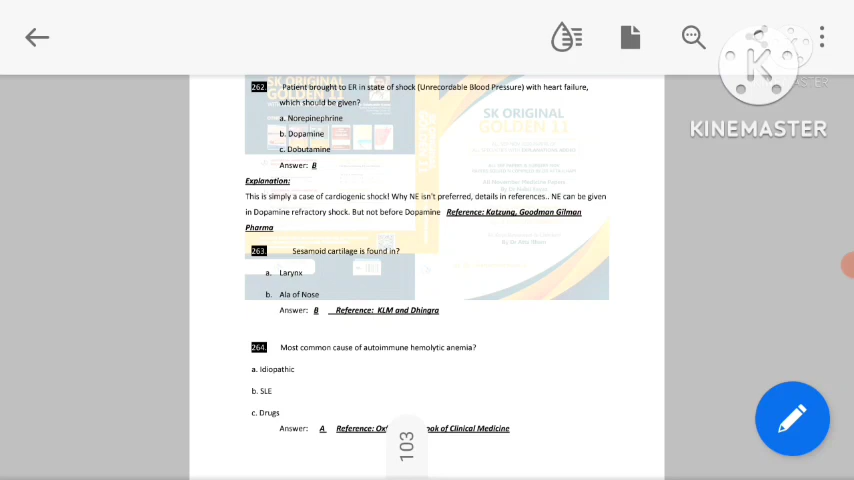 KINEMASTER
262. Patient brought to ER in state of shock (Unrecordable Blood Pressure) with heart failure,
which should be given?
a. Norepinephrine
b. Dopamine
c. Dobutamine
Answer: B
Explanation:
This is simply a case of cardiogenic shock! Why NE isn't preferred, details in references.. NE can be given
in Dopamine refractory shock. But not before Dopamine Reference: Katzung, Goodman Gilman
Pharma
SK ORIGINAL
GOLDEN 11
263. Sesamoid cartilage is found in?
a. Larynx
b. Ala of Nose
Answer: B Reference: KLM and Dhingra
264. Most common cause of autoimmune hemolytic anemia?
a. Idiopathic
b. SLE
c. Drugs
Answer: A Reference: ok of Clinical Medicine
103